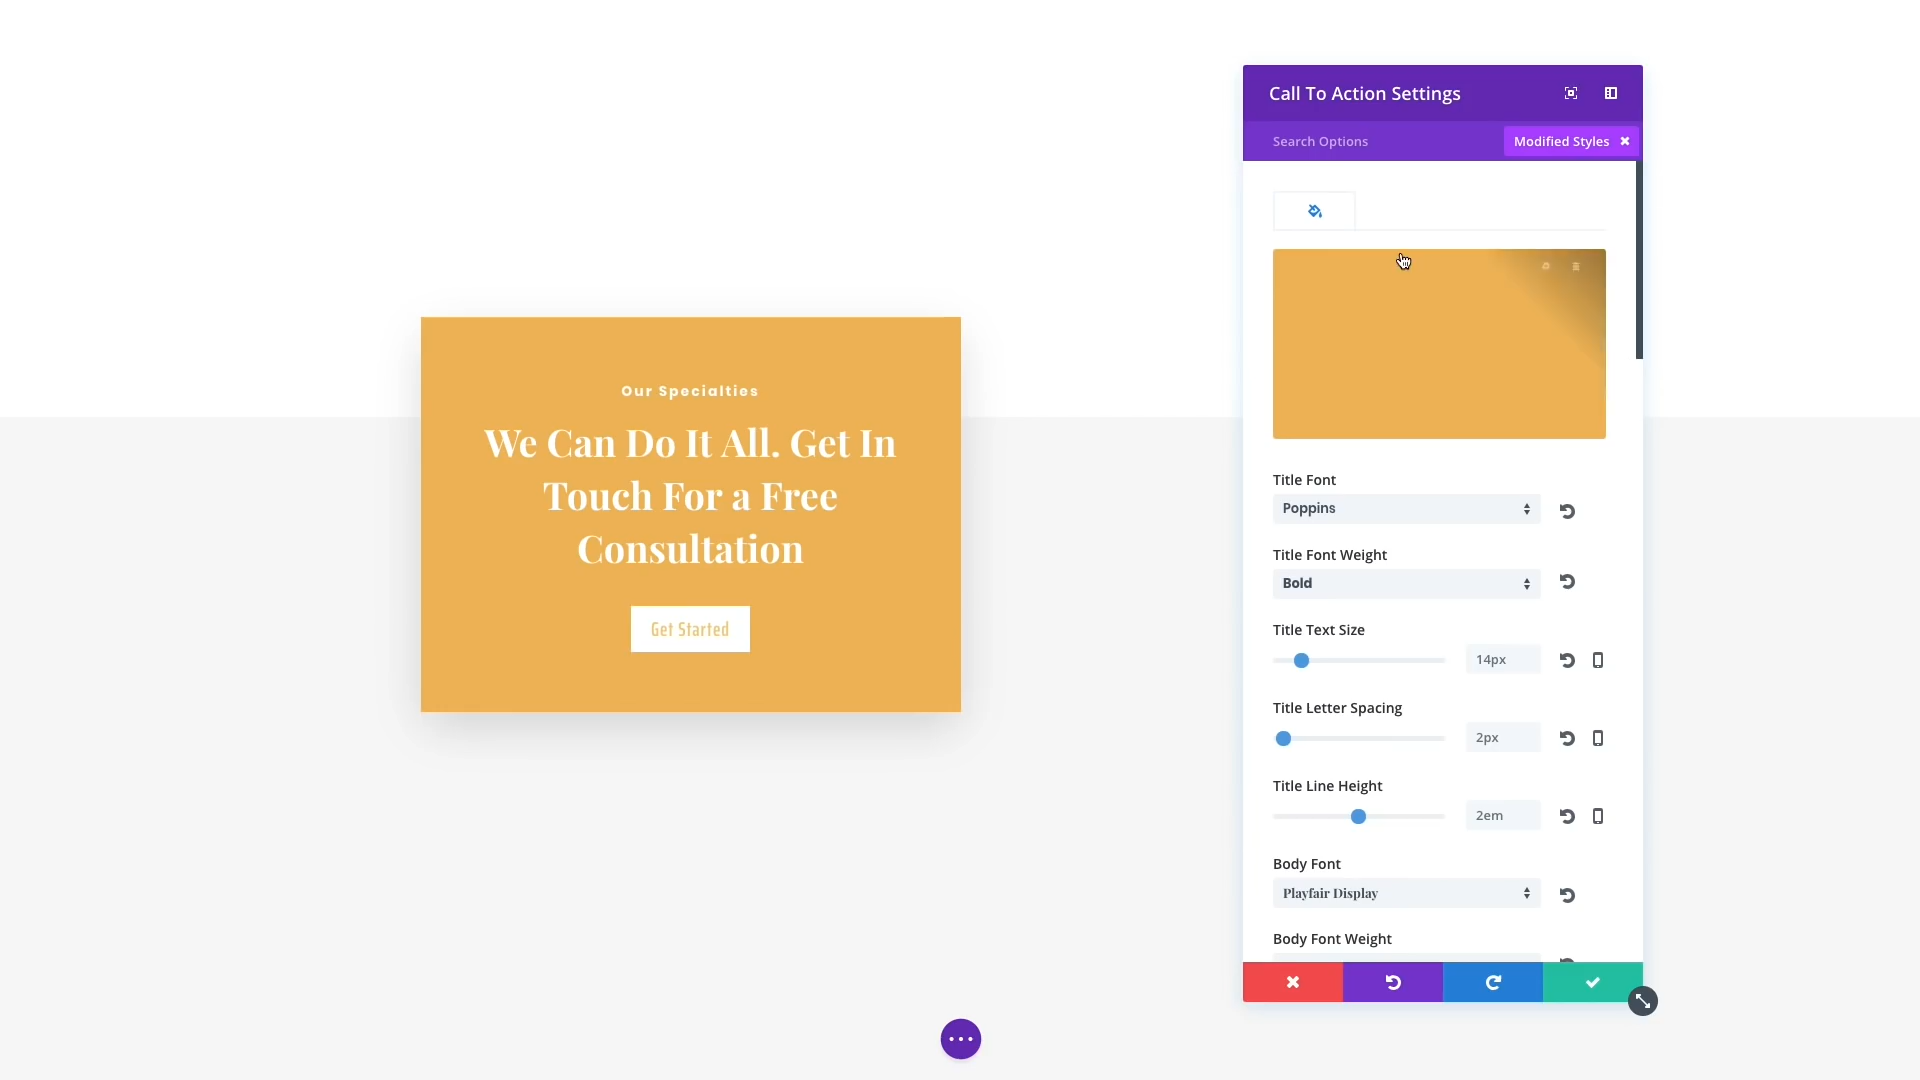 Call To Action Settings
Search Options
Modified Styles
Our Specialties
We Can Do It All. Get In
Touch For a Free
Consultation
Get Started
Title Font
Poppins
Title Font Weight
Bold
Title Text Size
14px
Title Letter Spacing
2px
Title Line Height
2em
Body Font
Playfair Display
Body Font Weight